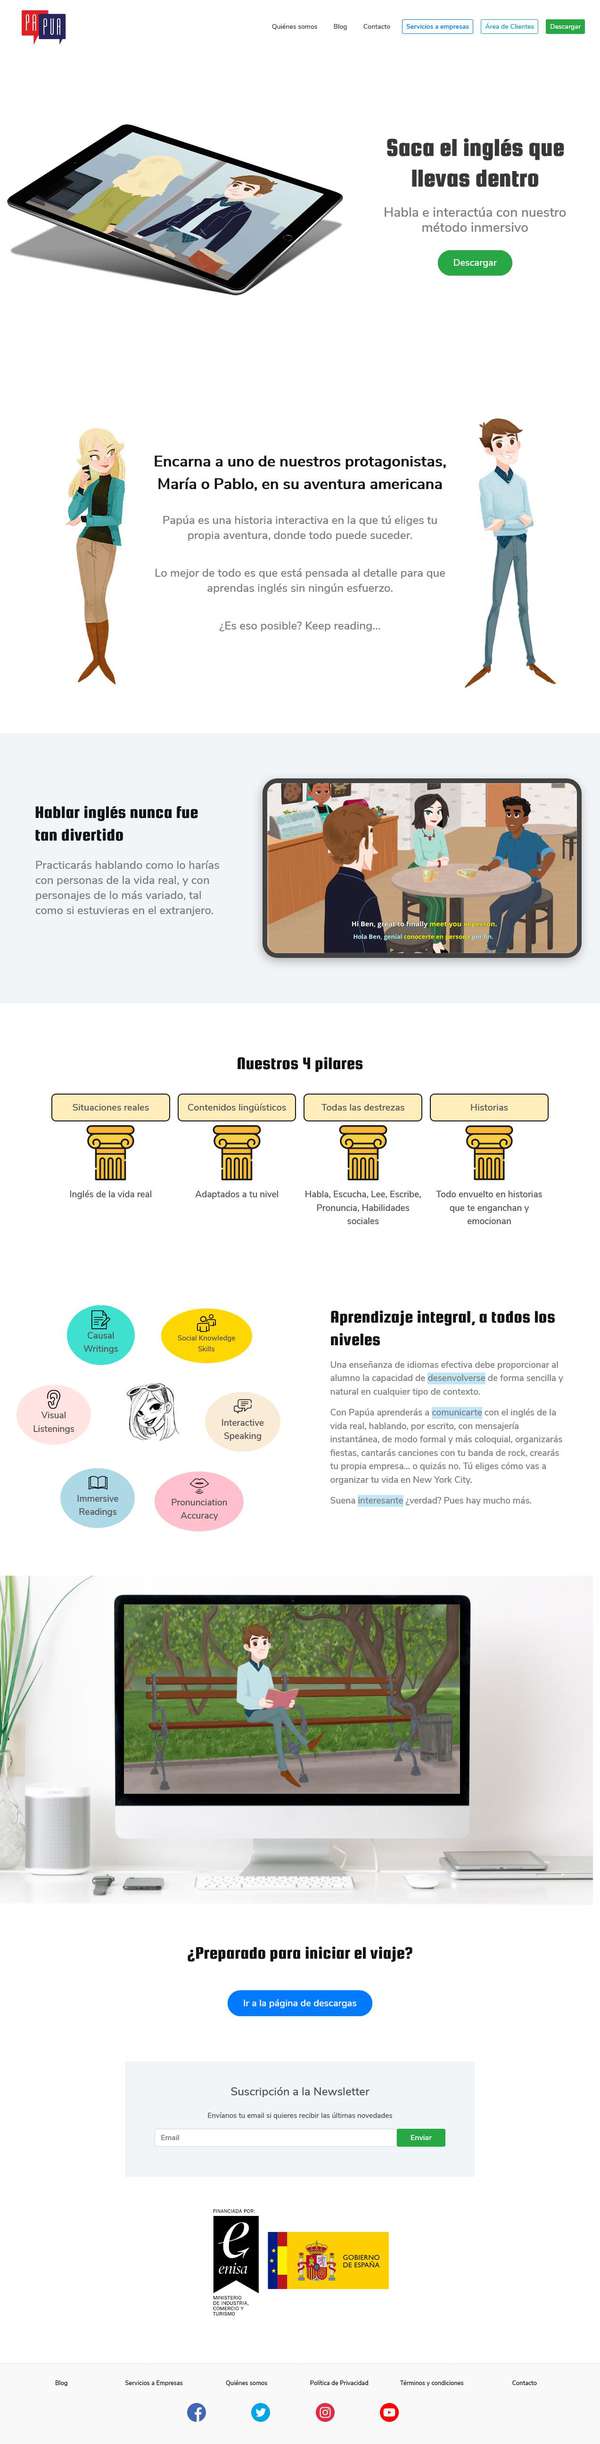 PA
PÚA
Quiénes somos
Blog
Contacto
Servicios a empresas
Área de Clientes
Descargar
Saca el inglés que
llevas dentro
Habla e interactúa con nuestro
método inmersivo
Descargar
Encarna a uno de nuestros protagonistas,
María o Pablo, en su aventura americana
Papúa es una historia interactiva en la que tú eliges tu
propia aventura, donde todo puede suceder.
Lo mejor de todo es que está pensada al detalle para que
aprendas inglés sin ningún esfuerzo.
¿Es eso posible? Keep reading...
Hablar inglés nunca fue
tan divertido
Practicarás hablando como lo harías
con personas de la vida real, y con
personajes de lo más variado, tal
como si estuvieras en el extranjero.
Hi Ben, great to finally meet you in person.
Hola Ben, genial conocerte en persona por fin.
Nuestros 4 pilares
Situaciones reales
Contenidos lingüísticos
Todas las destrezas
Historias
Inglés de la vida real
Adaptados a tu nivel
Habla, Escucha, Lee, Escribe,
Pronuncia, Habilidades
sociales
Todo envuelto en historias
que te enganchan y
emocionan
Causal
Writings
Social Knowledge
Skills
Visual
Listenings
Interactive
Speaking
Immersive
Readings
Pronunciation
Accuracy
Aprendizaje integral, a todos los
niveles
Una enseñanza de idiomas efectiva debe proporcionar al
alumno la capacidad de desenvolverse de forma sencilla y
natural en cualquier tipo de contexto.
Con Papúa aprenderás a comunicarte con el inglés de la
vida real, hablando, por escrito, con mensajería
instantánea, de modo formal y más coloquial, organizarás
fiestas, cantarás canciones con tu banda de rock, crearás
tu propia empresa... o quizás no. Tú eliges cómo vas a
organizar tu vida en New York City.
Suena interesante ¿verdad? Pues hay mucho más.
¿Preparado para iniciar el viaje?
Ir a la página de descargas
Suscripción a la Newsletter
Envíanos tu email si quieres recibir las últimas novedades
Email
Enviar
FINANCIADA POR:
e
enisa
MINISTERIO
DE INDUSTRIA,
COMERCIO Y
TURISMO
GOBIERNO
DE ESPAÑA
Blog
Servicios a Empresas
Quiénes somos
Política de Privacidad
Términos y condiciones
Contacto